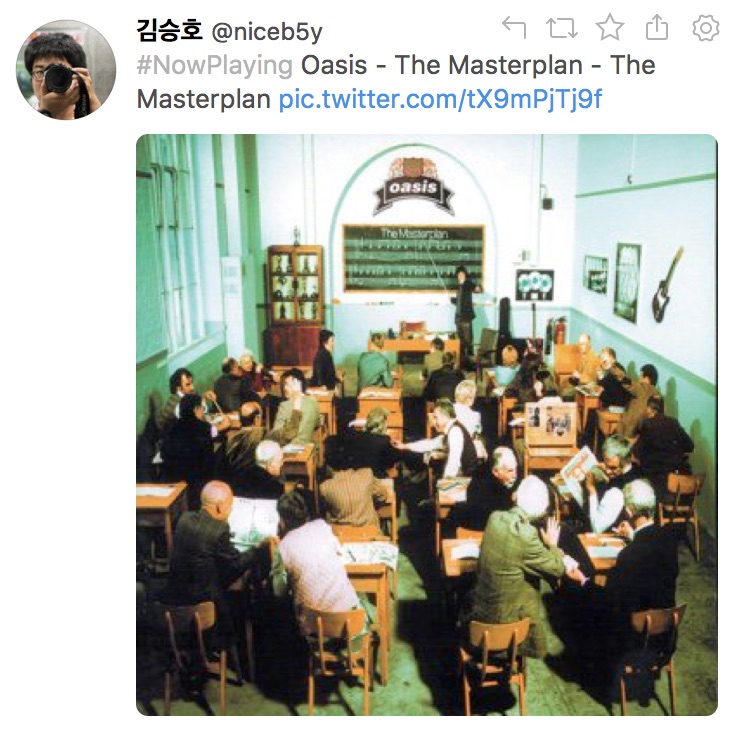 김승호 @niceb5y
#NowPlaying Oasis - The Masterplan - The
Masterplan pic.twitter.com/tX9mPjTj9f
oasis
The Masterplan